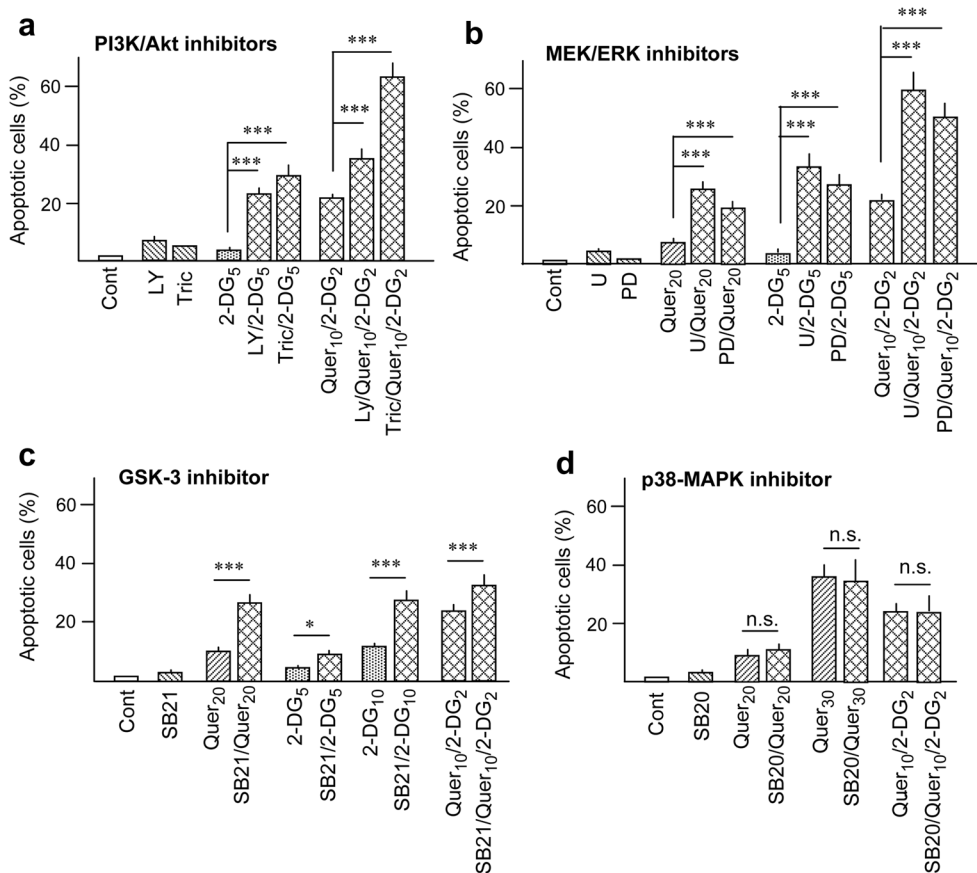 a
PI3K/Akt inhibitors
Apoptotic cells (%)
60
40
20
***
***
***
***
Cont
LY
Tric
2-DG5
LY/2-DG5
Tric/2-DG5
Quer10/2-DG2
Ly/Quer10/2-DG2
Tric/Quer10/2-DG2
b
MEK/ERK inhibitors
Apoptotic cells (%)
60
40
20
***
***
***
***
***
***
Cont
U
PD
Quer20
U/Quer20
PD/Quer20
2-DG5
U/2-DG5
PD/2-DG5
Quer10/2-DG2
U/Quer10/2-DG2
PD/Quer10/2-DG2
c
GSK-3 inhibitor
Apoptotic cells (%)
60
40
20
***
*
***
***
Cont
SB21
Quer20
SB21/Quer20
2-DG5
SB21/2-DG5
2-DG10
SB21/2-DG10
Quer10/2-DG2
SB21/Quer10/2-DG2
d
p38-MAPK inhibitor
Apoptotic cells (%)
60
40
20
n.s.
n.s.
n.s.
Cont
SB20
Quer20
SB20/Quer20
Quer30
SB20/Quer30
Quer10/2-DG2
SB20/Quer10/2-DG2